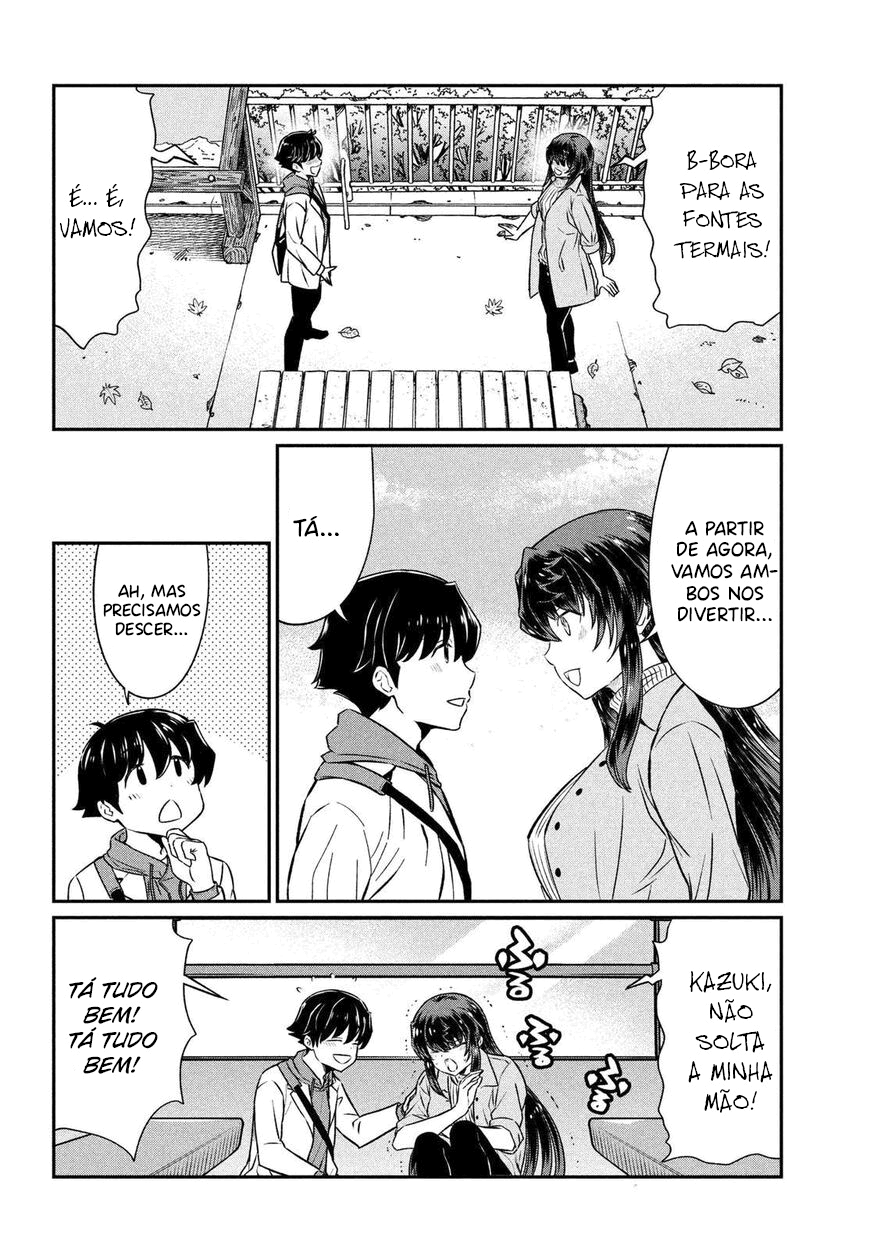 B-BORA
PARA AS
FONTES
TERMAIS!
É... É,
VAMOS!
A PARTIR
DE AGORA,
VAMOS AM-
BOS NOS
DIVERTIR...
TÁ...
AH, MAS
PRECISAMOS
DESCER...
KAZUKI,
NÃO
SOLTA
A MINHA
MÃO!
TÁ TUDO
BEM!
TÁ TUDO
BEM!